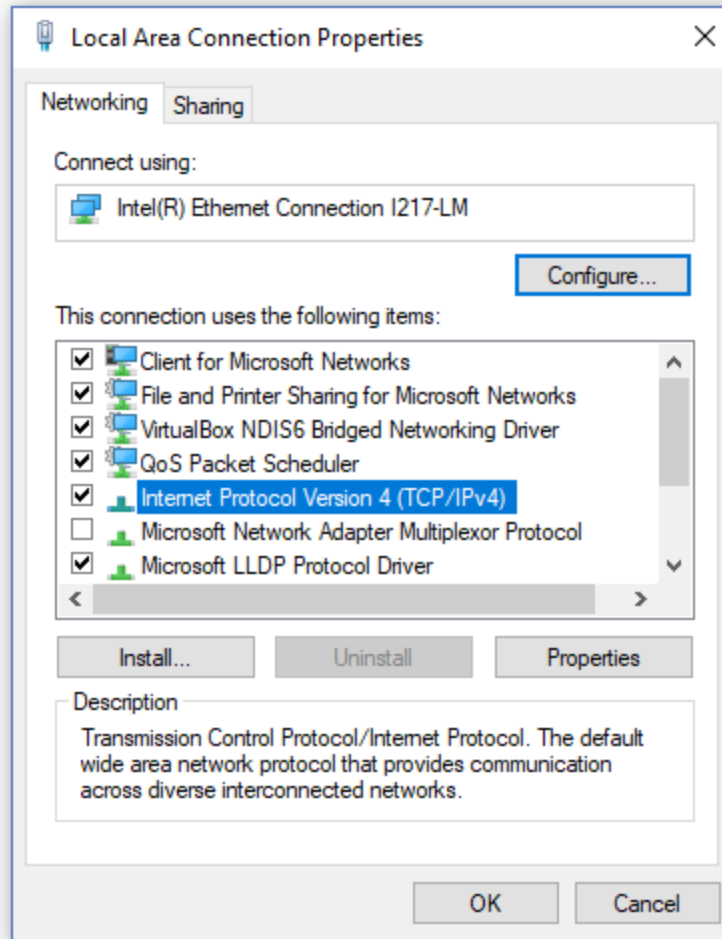 Local Area Connection Properties
Networking
Sharing
Connect using:
Intel(R) Ethernet Connection I217-LM
Configure...
This connection uses the following items:
Client for Microsoft Networks
File and Printer Sharing for Microsoft Networks
VirtualBox NDIS6 Bridged Networking Driver
QoS Packet Scheduler
Internet Protocol Version 4 (TCP/IPv4)
Microsoft Network Adapter Multiplexor Protocol
Microsoft LLDP Protocol Driver
Install...
Uninstall
Properties
Description
Transmission Control Protocol/Internet Protocol. The default
wide area network protocol that provides communication
across diverse interconnected networks.
OK
Cancel